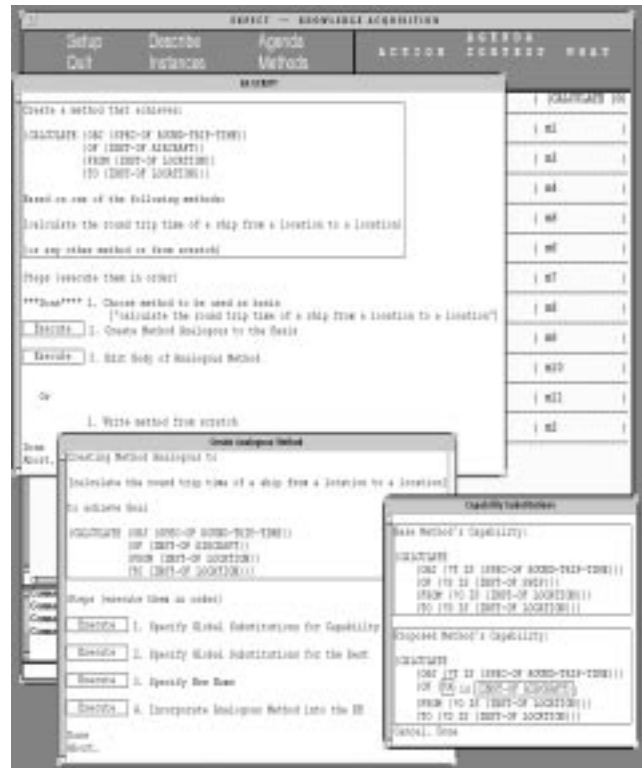 EXPECT -- KNOWLEDGE ACQUISITION
Setup Describe Agenda
Quit Instances Methods
AGENDA
ACTION CONTEXT WHAT
KA SCRIPT
Create a method that achieves:
(CALCULATE (OBJ (SPEC-OF ROUND-TRIP-TIME))
(OF (INST-OF AIRCRAFT))
(FROM (INST-OF LOCATION))
(TO (INST-OF LOCATION)))
Based on one of the following methods:
[calculate the round trip time of a ship from a location to a location]
[or any other method or from scratch]
Steps (execute them in order)
***Done**** 1. Choose method to be used as basis
["calculate the round trip time of a ship from a location to a location"]
Execute 2. Create Method Analogous to the Basis
Execute 3. Edit Body of Analogous Method
Or
1. Write method from scratch
Done
Abort.
| (CALCULATE (O
| m1 |
| m4 |
| m6 |
| m7 |
| m10 |
| m11 |
| m2 |
Create Analogous Method
Creating Method Analogous to
[calculate the round trip time of a ship from a location to a location]
to achieve Goal
(CALCULATE (OBJ (SPEC-OF ROUND-TRIP-TIME))
(OF (INST-OF AIRCRAFT))
(FROM (INST-OF LOCATION))
(TO (INST-OF LOCATION)))
Steps (execute them in order)
Execute 1. Specify Global Substitutions for Capability
Execute 2. Specify Global Substitutions for the Rest
Execute 3. Specify New Name
Execute 4. Incorporate Analogous Method into the KB
Done
Abort.
Comma
Comma
Comma
Comma
Capability Substitutions
Base Method's Capability:
(CALCULATE
(OBJ (?T IS (SPEC-OF ROUND-TRIP-TIME)))
(OF (?S IS (INST-OF SHIP)))
(FROM (?O IS (INST-OF LOCATION)))
(TO (?D IS (INST-OF LOCATION)))
Proposed Method's Capability:
(CALCULATE
(OBJ (?T IS (SPEC-OF ROUND-TRIP-TIME)))
(OF ?A is (INST-OF AIRCRAFT)
(FROM (?O IS (INST-OF LOCATION)))
(TO (?D IS (INST-OF LOCATION)))
Cancel. Done